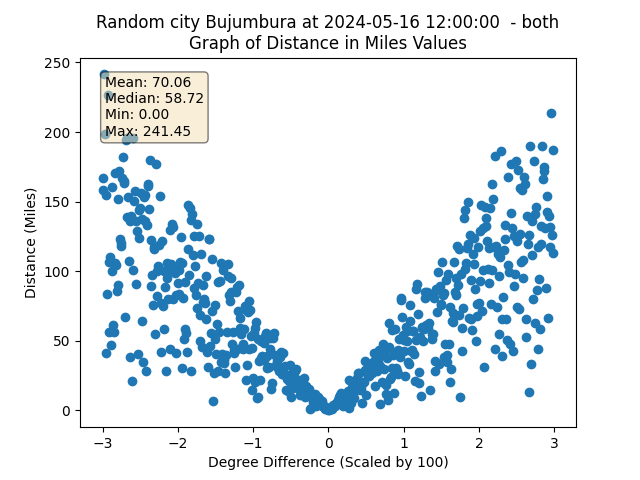 Random city Bujumbura at 2024-05-16 12:00:00  - both
Graph of Distance in Miles Values
250
200
150
100
50
0
Distance (Miles)
Mean: 70.06
Median: 58.72
Min: 0.00
Max: 241.45
−3
−2
−1
0
1
2
3
Degree Difference (Scaled by 100)